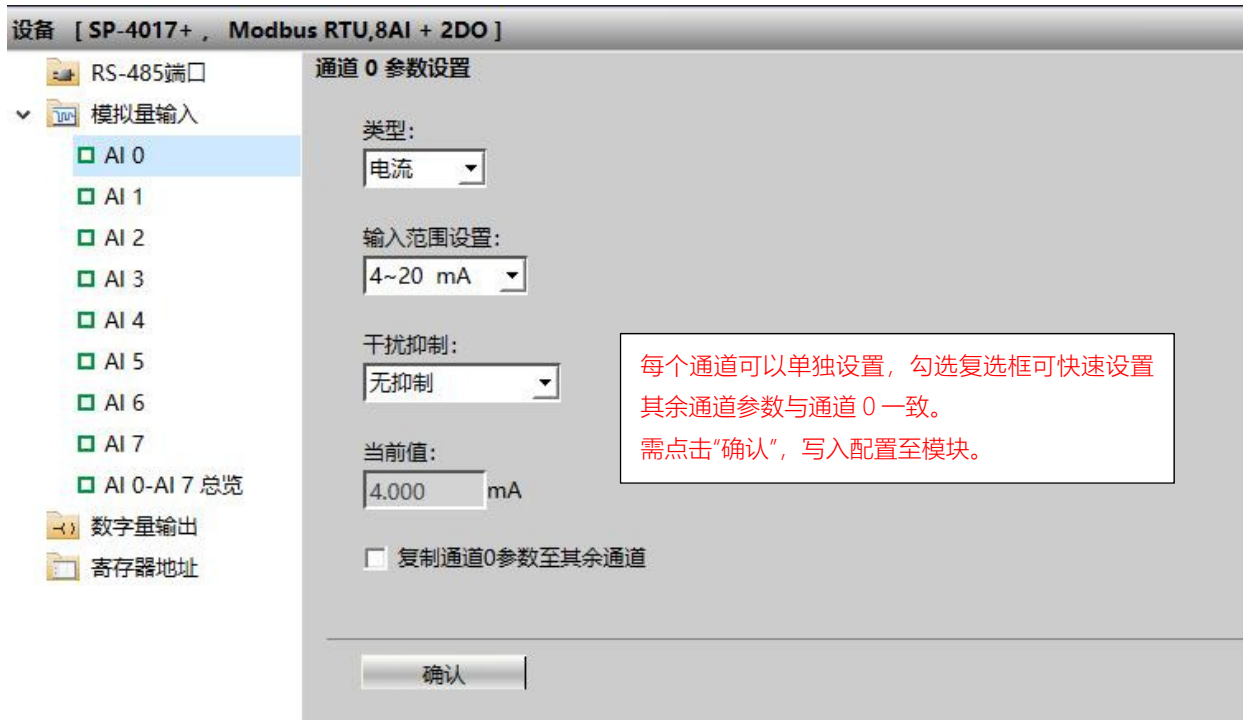 设备 [ SP-4017+ , Modbus RTU,8AI + 2DO ]
RS-485端口
模拟量输入
AI 0
AI 1
AI 2
AI 3
AI 4
AI 5
AI 6
AI 7
AI 0-AI 7 总览
数字量输出
寄存器地址
通道 0 参数设置
类型:
电流
输入范围设置:
4~20 mA
干扰抑制:
无抑制
当前值:
4.000 mA
复制通道0参数至其余通道
确认
每个通道可以单独设置，勾选复选框可快速设置
其余通道参数与通道 0 一致。
需点击“确认”，写入配置至模块。